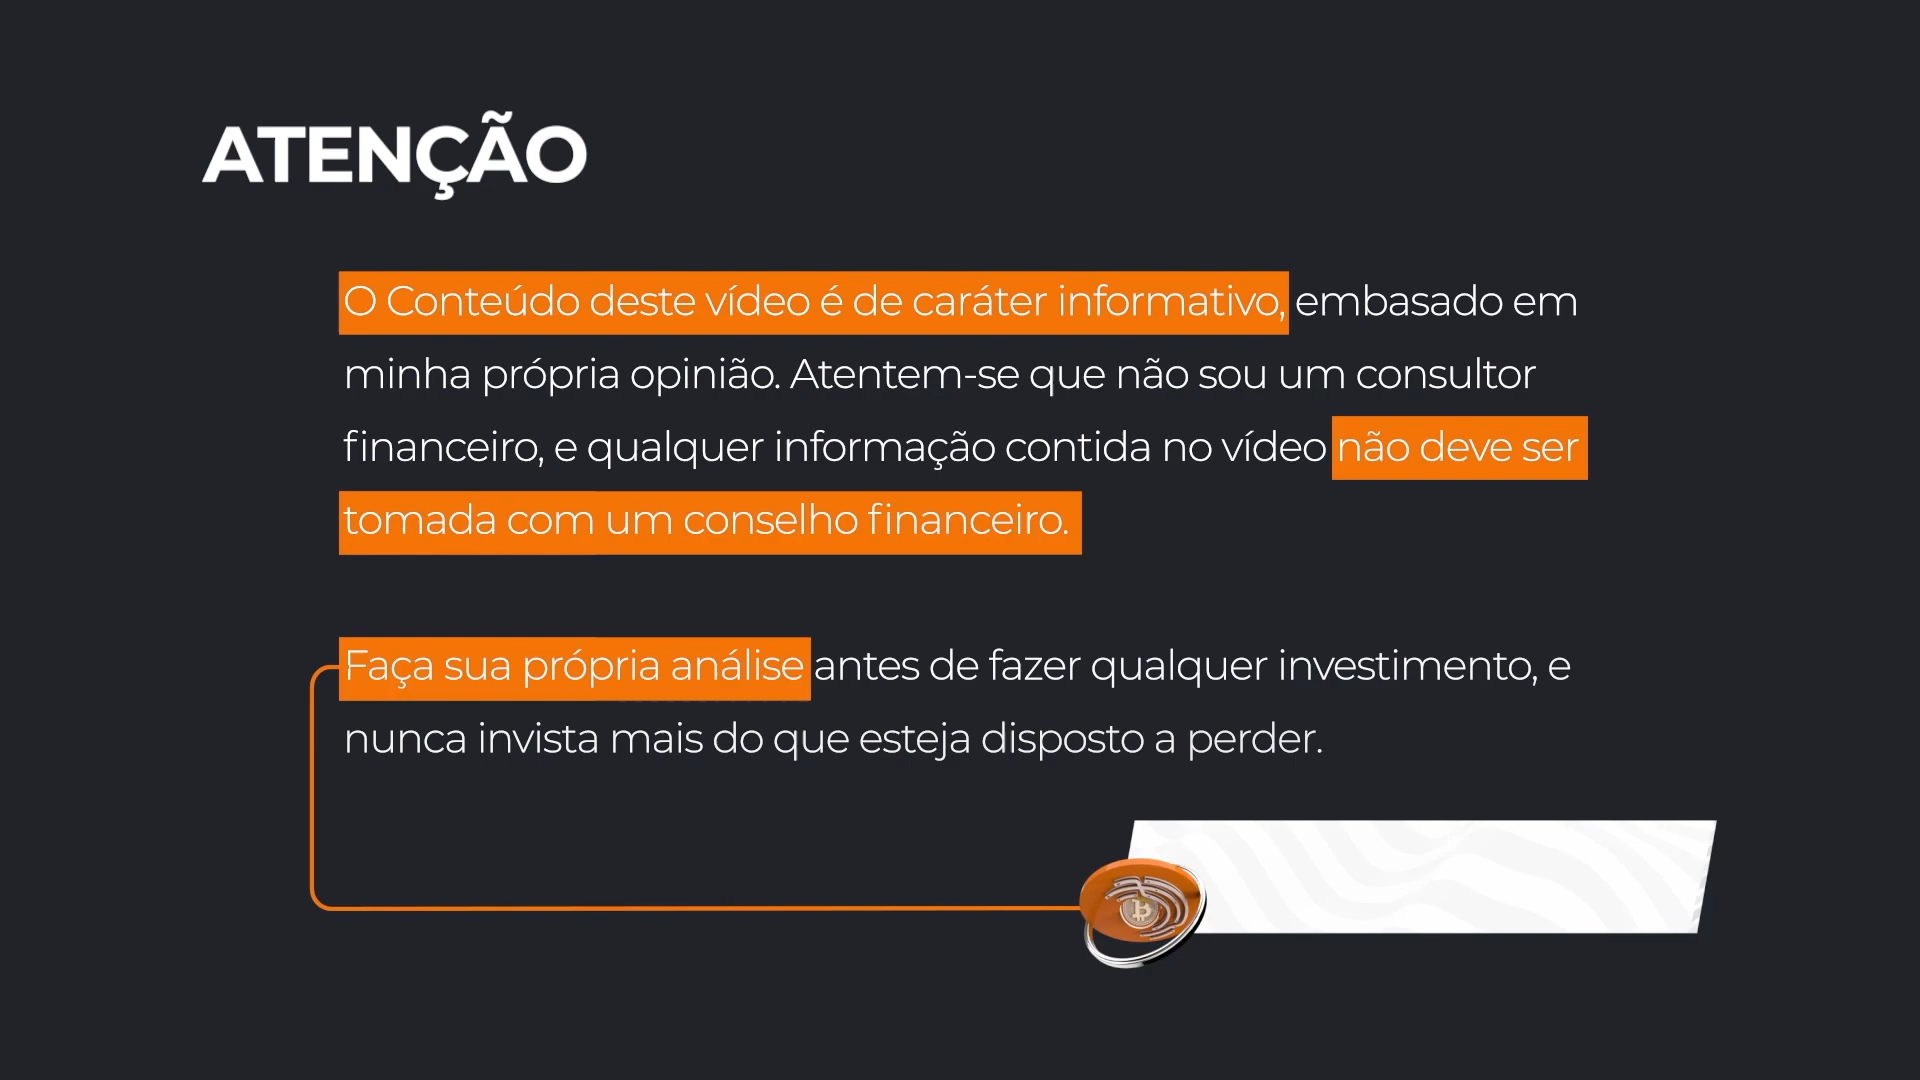 ATENÇÃO
O Conteúdo deste vídeo é de caráter informativo, embasado em
minha própria opinião. Atentem-se que não sou um consultor
financeiro, e qualquer informação contida no vídeo não deve ser
tomada com um conselho financeiro.
Faça sua própria análise antes de fazer qualquer investimento, e
nunca invista mais do que esteja disposto a perder.